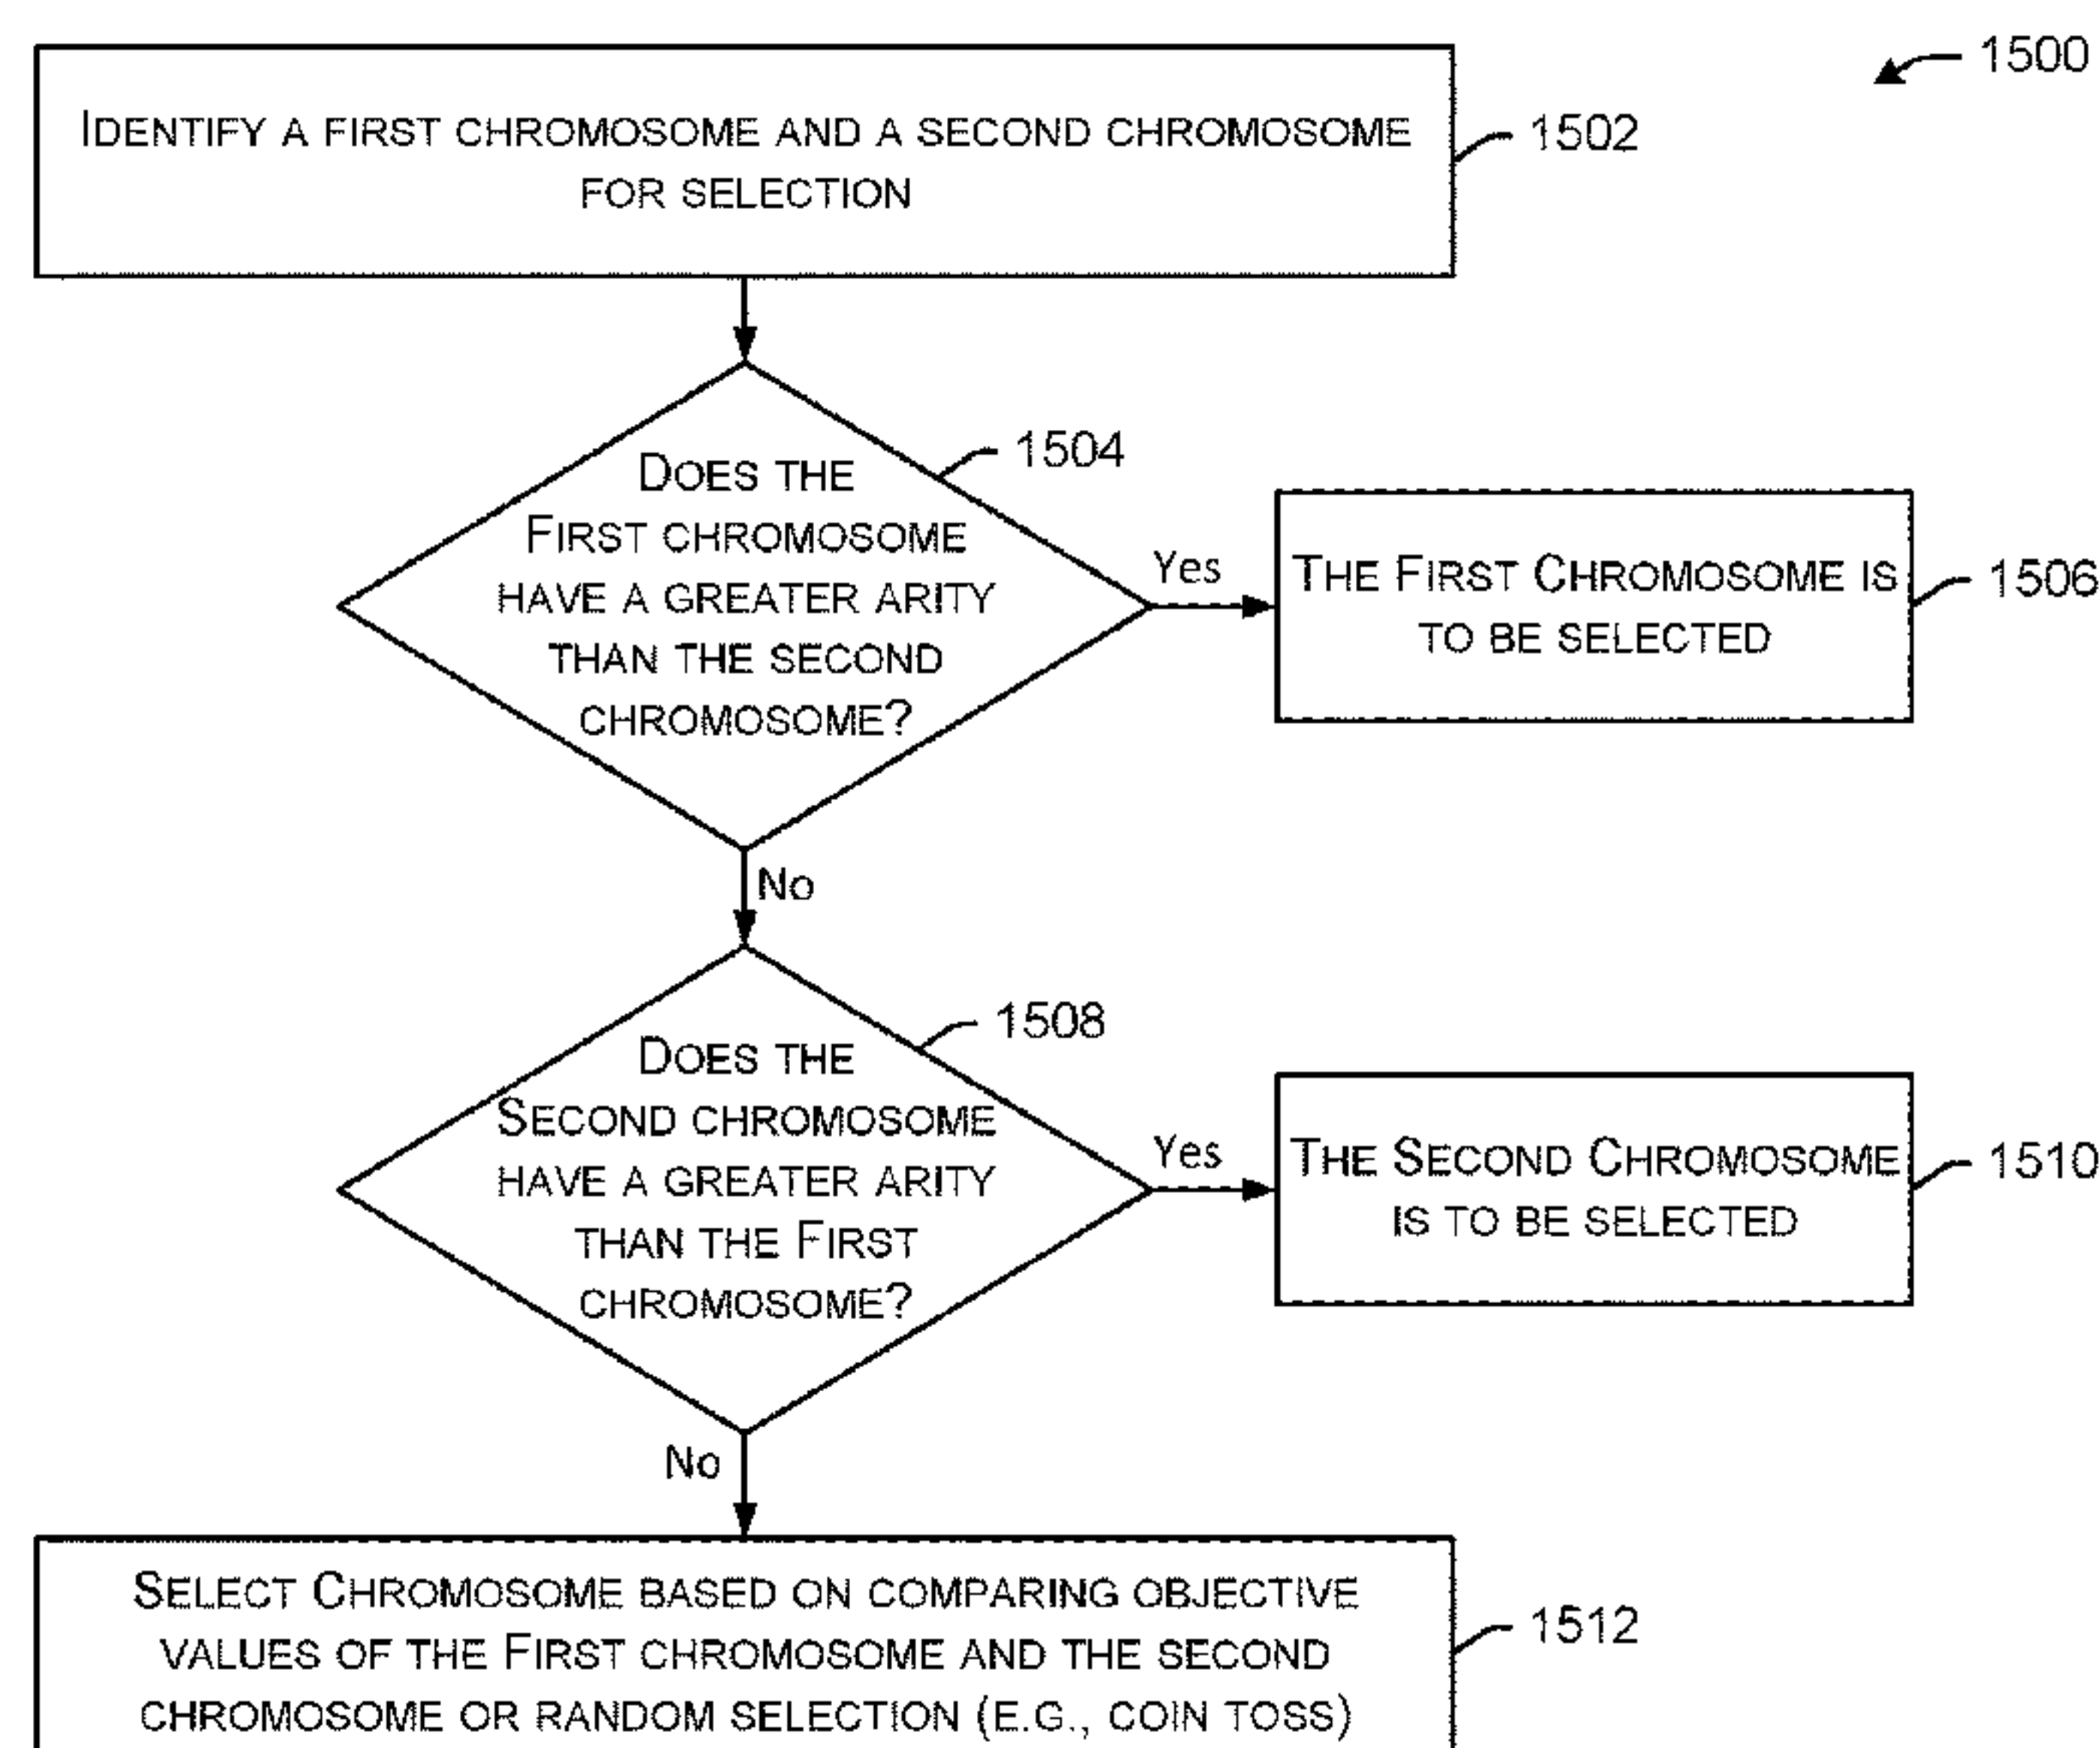 1500
IDENTIFY A FIRST CHROMOSOME AND A SECOND CHROMOSOME
FOR SELECTION
1502
DOES THE
FIRST CHROMOSOME
HAVE A GREATER ARITY
THAN THE SECOND
CHROMOSOME?
1504
Yes
THE FIRST CHROMOSOME IS
TO BE SELECTED
1506
No
DOES THE
SECOND CHROMOSOME
HAVE A GREATER ARITY
THAN THE FIRST
CHROMOSOME?
1508
Yes
THE SECOND CHROMOSOME
IS TO BE SELECTED
1510
No
SELECT CHROMOSOME BASED ON COMPARING OBJECTIVE
VALUES OF THE FIRST CHROMOSOME AND THE SECOND
CHROMOSOME OR RANDOM SELECTION (E.G., COIN TOSS)
1512